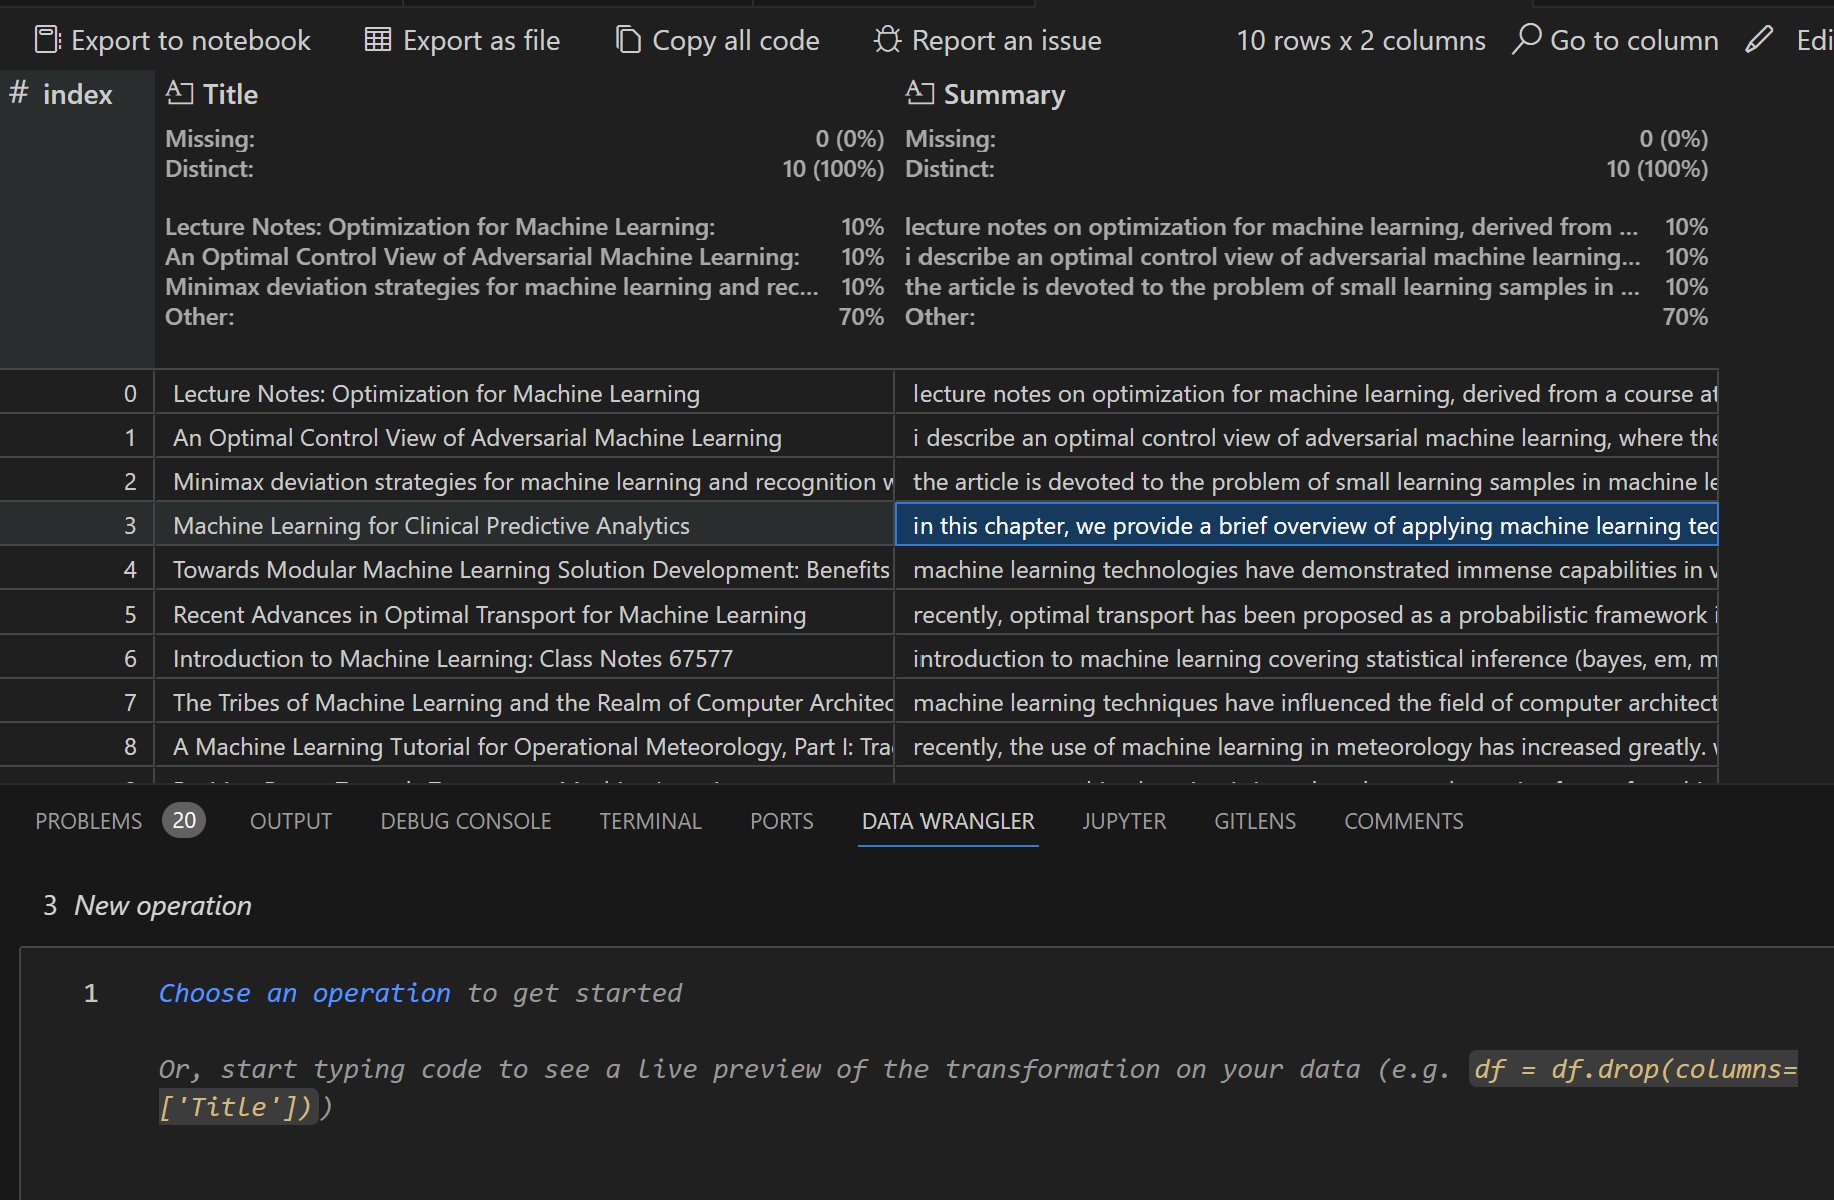 Export to notebook Export as file Copy all code Report an issue 10 rows x 2 columns Go to column
# index Title Summary
Missing: 0 (0%) Missing: 0 (0%)
Distinct: 10 (100%) Distinct: 10 (100%)
Lecture Notes: Optimization for Machine Learning: 10% lecture notes on optimization for machine learning, derived from ... 10%
An Optimal Control View of Adversarial Machine Learning: 10% i describe an optimal control view of adversarial machine learning... 10%
Minimax deviation strategies for machine learning and rec... 10% the article is devoted to the problem of small learning samples in ... 10%
Other: 70% Other: 70%
0 Lecture Notes: Optimization for Machine Learning lecture notes on optimization for machine learning, derived from a course at
1 An Optimal Control View of Adversarial Machine Learning i describe an optimal control view of adversarial machine learning, where the
2 Minimax deviation strategies for machine learning and recognition the article is devoted to the problem of small learning samples in machine
3 Machine Learning for Clinical Predictive Analytics in this chapter, we provide a brief overview of applying machine learning
4 Towards Modular Machine Learning Solution Development: Benefits machine learning technologies have demonstrated immense capabilities in
5 Recent Advances in Optimal Transport for Machine Learning recently, optimal transport has been proposed as a probabilistic framework
6 Introduction to Machine Learning: Class Notes 67577 introduction to machine learning covering statistical inference (bayes, em,
7 The Tribes of Machine Learning and the Realm of Computer Architec machine learning techniques have influenced the field of computer architect
8 A Machine Learning Tutorial for Operational Meteorology, Part I: Tra recently, the use of machine learning in meteorology has increased greatly.
PROBLEMS 20 OUTPUT DEBUG CONSOLE TERMINAL PORTS DATA WRANGLER JUPYTER GITLENS COMMENTS
3 New operation
1 Choose an operation to get started
Or, start typing code to see a live preview of the transformation on your data (e.g. df = df.drop(columns=
['Title']))